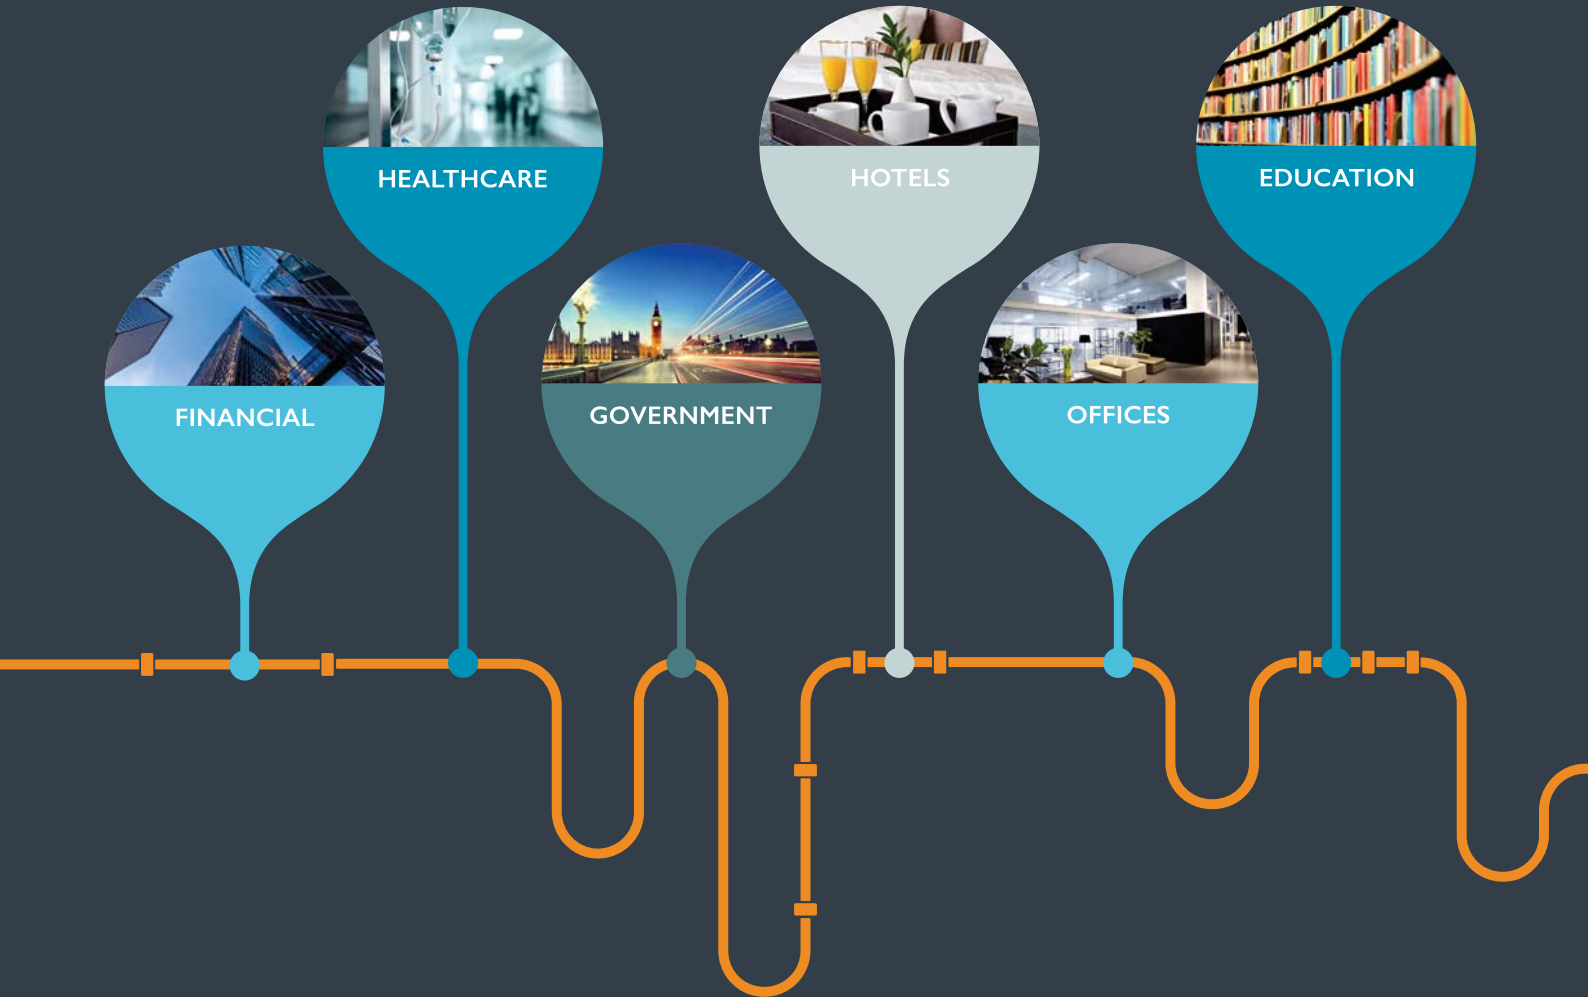 HEALTHCARE
HOTELS
EDUCATION
FINANCIAL
GOVERNMENT
OFFICES